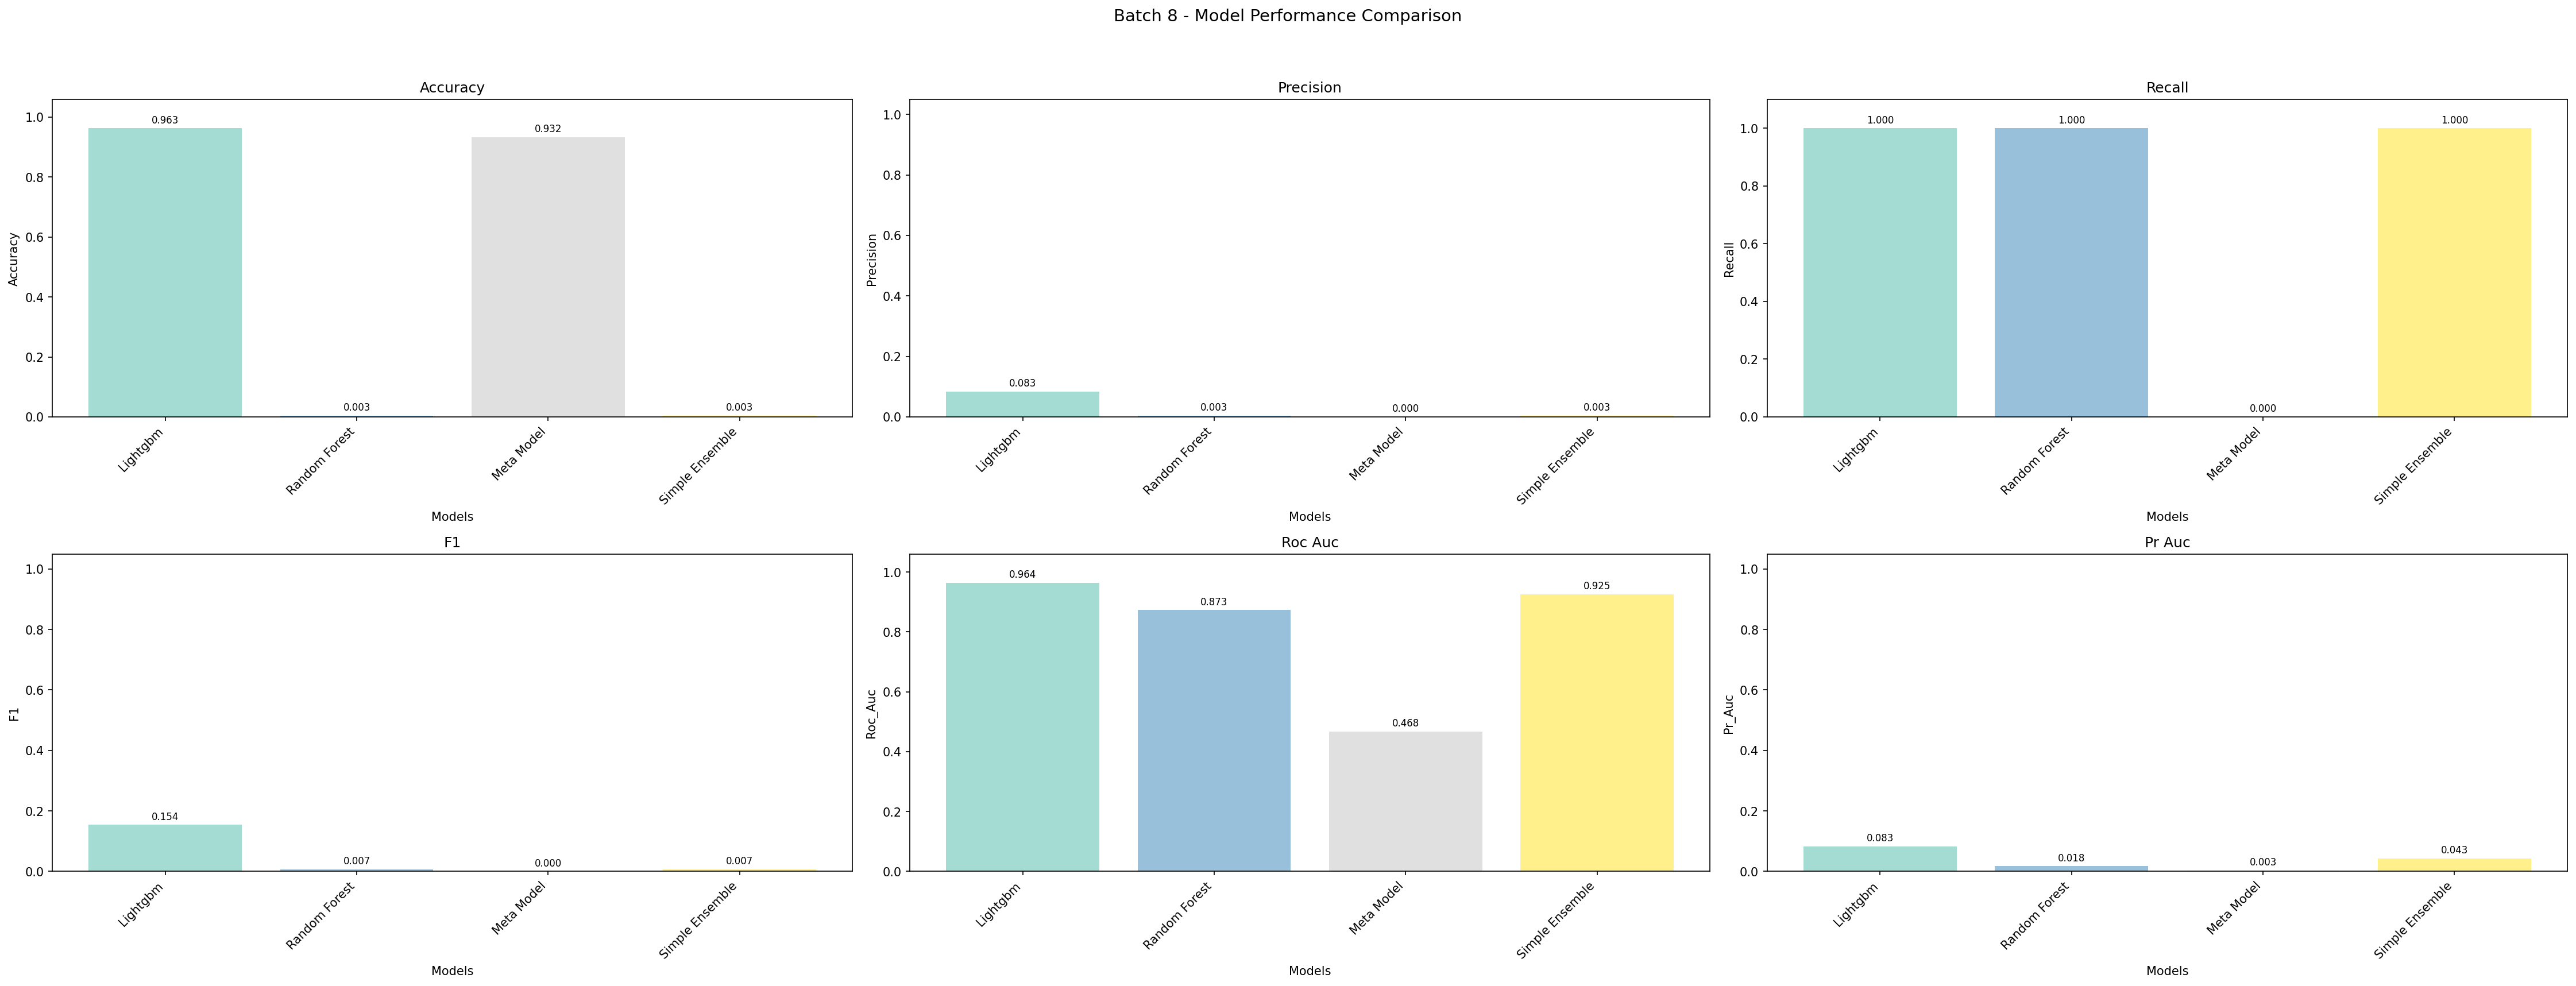 Batch 8 - Model Performance Comparison
Accuracy
Accuracy
1.0
0.8
0.6
0.4
0.2
0.0
0.963
0.003
0.932
0.003
Lightgbm
Random Forest
Meta Model
Simple Ensemble
Models
Precision
Precision
1.0
0.8
0.6
0.4
0.2
0.0
0.083
0.003
0.000
0.003
Lightgbm
Random Forest
Meta Model
Simple Ensemble
Models
Recall
Recall
1.0
0.8
0.6
0.4
0.2
0.0
1.000
1.000
0.000
1.000
Lightgbm
Random Forest
Meta Model
Simple Ensemble
Models
F1
F1
1.0
0.8
0.6
0.4
0.2
0.0
0.154
0.007
0.000
0.007
Lightgbm
Random Forest
Meta Model
Simple Ensemble
Models
Roc Auc
Roc_Auc
1.0
0.8
0.6
0.4
0.2
0.0
0.964
0.873
0.468
0.925
Lightgbm
Random Forest
Meta Model
Simple Ensemble
Models
Pr Auc
Pr_Auc
1.0
0.8
0.6
0.4
0.2
0.0
0.083
0.018
0.003
0.043
Lightgbm
Random Forest
Meta Model
Simple Ensemble
Models